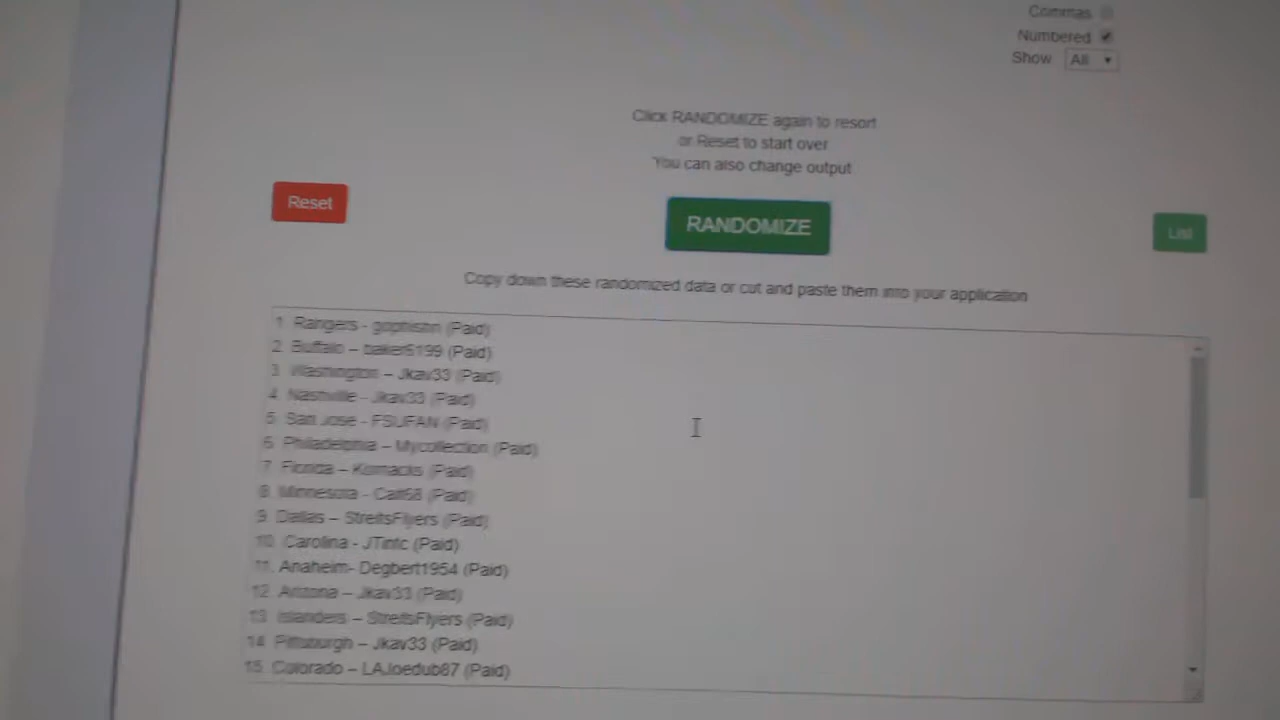 Commas
Numbered
Show All
Click RANDOMIZE again to resort
or Reset to start over
You can also change output
Reset
RANDOMIZE
List
Copy down these randomized data or cut and paste them into your application
1. Rangers - (Paid)
2. Buffalo – baker6199 (Paid)
3. Washington – Jkav33 (Paid)
4. Nashville - Jkav33 (Paid)
5. San Jose - FSUFAN (Paid)
6. Philadelphia – Mycollection (Paid)
7. Florida – (Paid)
8. Minnesota - (Paid)
9. Dallas – StreitsFlyers (Paid)
10. Carolina - JTintc (Paid)
11. Anaheim- Degbert1954 (Paid)
12. Arizona – Jkav33 (Paid)
13. Islanders – StreitsFlyers (Paid)
14. Pittsburgh – Jkav33 (Paid)
15. Colorado – LAJoedub87 (Paid)